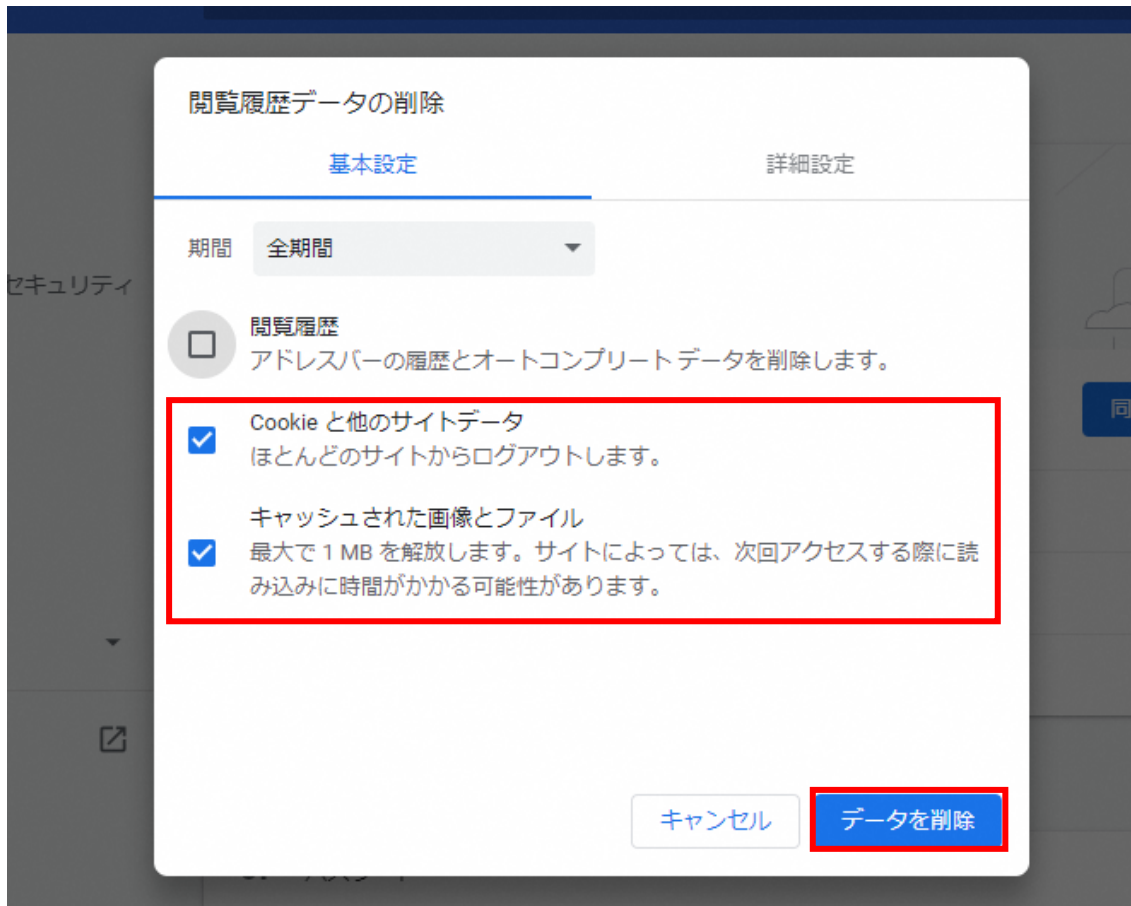 閲覧履歴データの削除
基本設定
詳細設定
期間
全期間
セキュリティ
閲覧履歴
アドレスバーの履歴とオートコンプリート データを削除します。
Cookie と他のサイトデータ
ほとんどのサイトからログアウトします。
同
キャッシュされた画像とファイル
最大で 1 MB を解放します。サイトによっては、次回アクセスする際に読
み込みに時間がかかる可能性があります。
キャンセル
データを削除